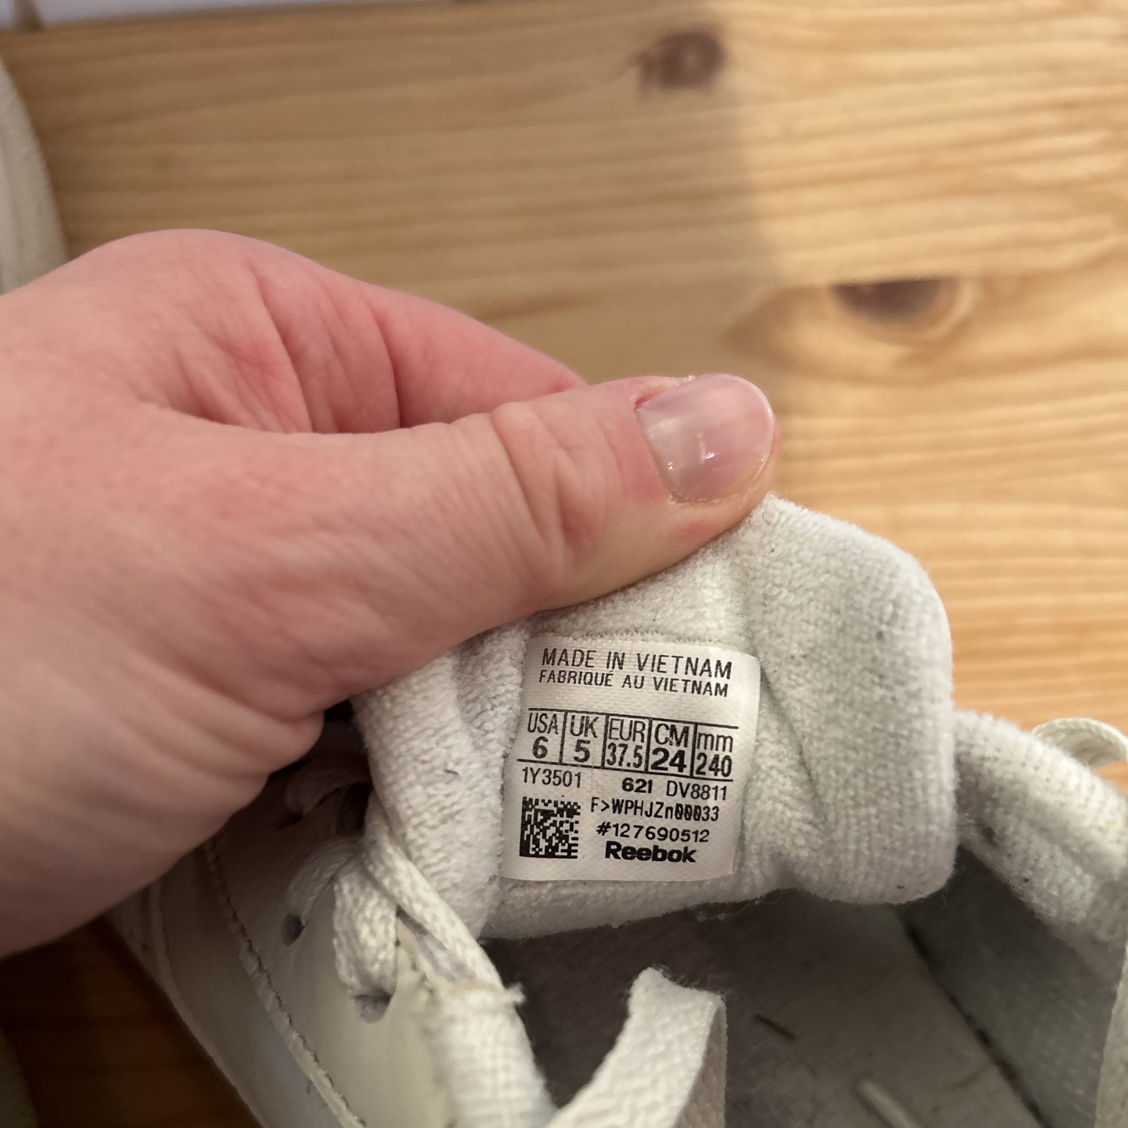 MADE IN VIETNAM
FABRIQUÉ AU VIETNAM
USA UK EUR CM mm
6 5 37.5 24 240
1Y3501 621 DV8811
F>WPHJZn00033
#127690512
Reebok